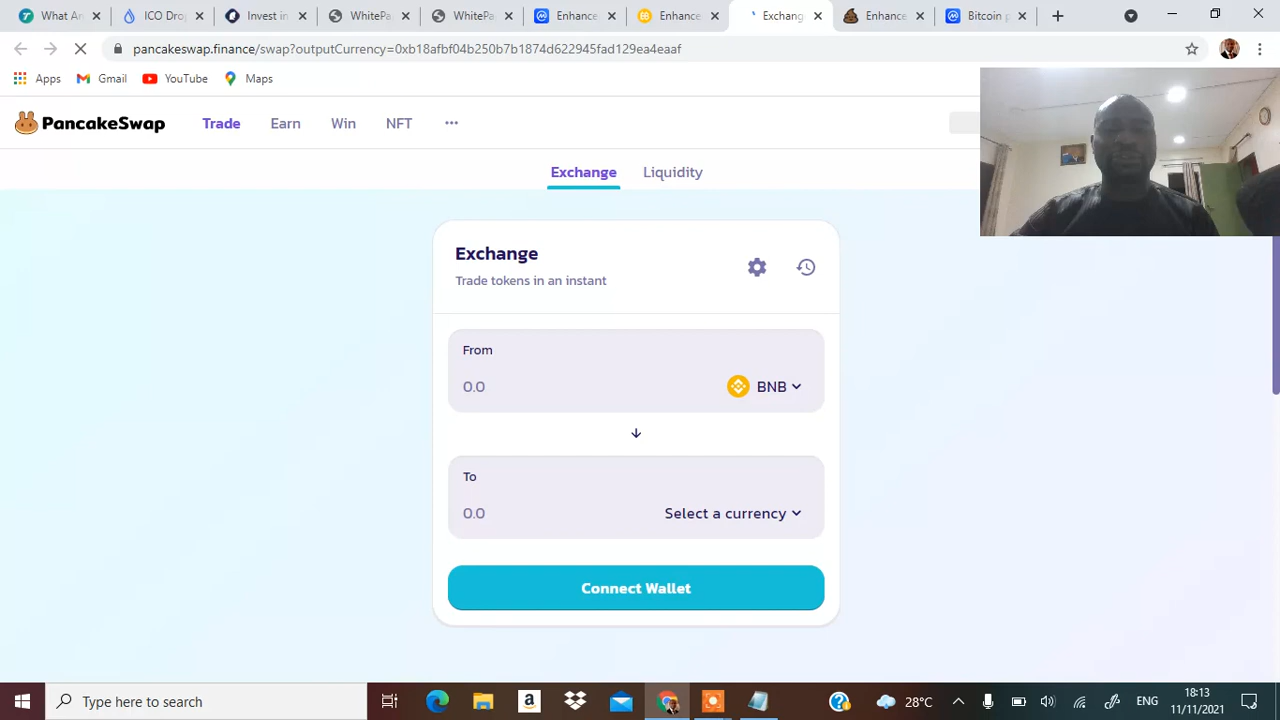 What An
ICO Dro
Invest in
WhitePa
WhitePa
Enhance
Enhance
Exchang
Enhance
Bitcoin p
pancakeswap.finance/swap?outputCurrency=0xb18afbf04b250b7b1874d622945fad129ea4eaaf
Apps Gmail YouTube Maps
PancakeSwap Trade Earn Win NFT
Exchange Liquidity
Exchange
Trade tokens in an instant
From
0.0 BNB
To
0.0 Select a currency
Connect Wallet
Type here to search
28°C
ENG
18:13
11/11/2021